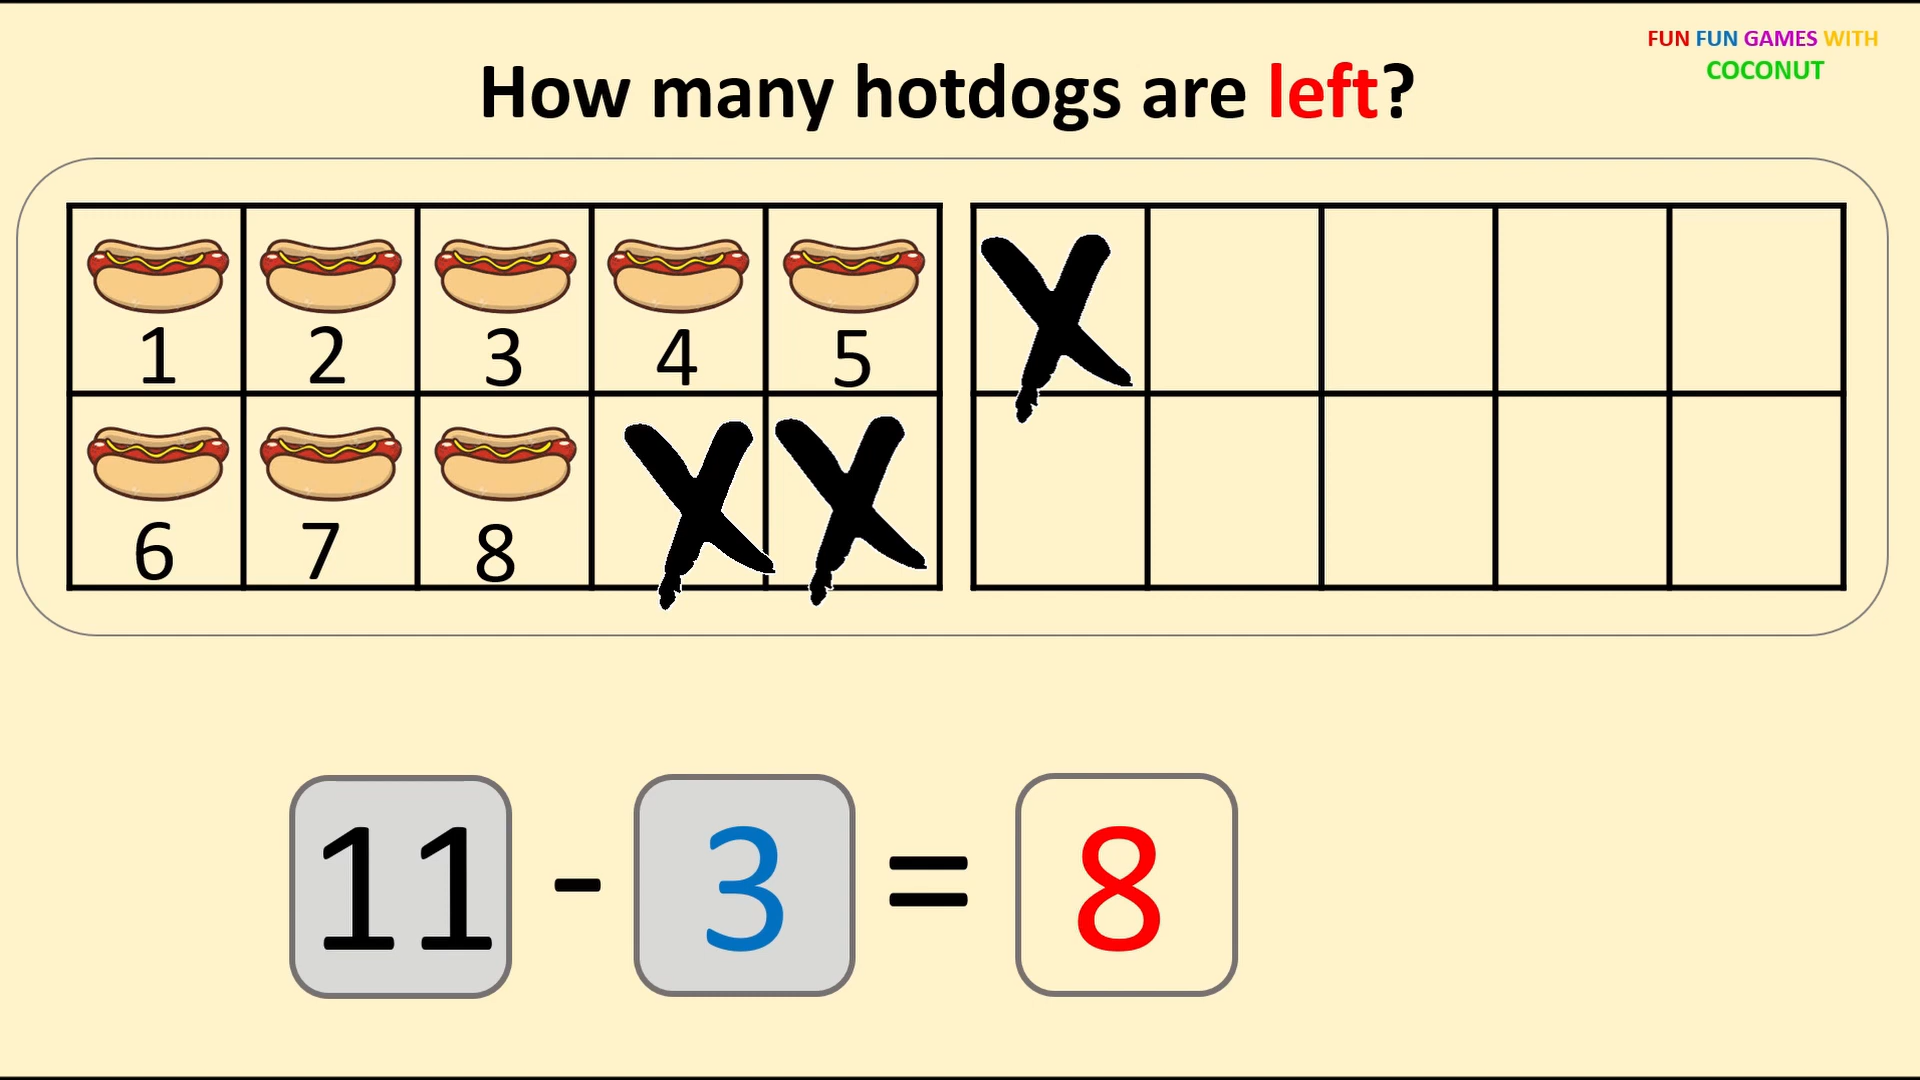 FUN FUN GAMES WITH
COCONUT
How many hotdogs are left?
1 2 3 4 5
6 7 8
11 - 3 = 8